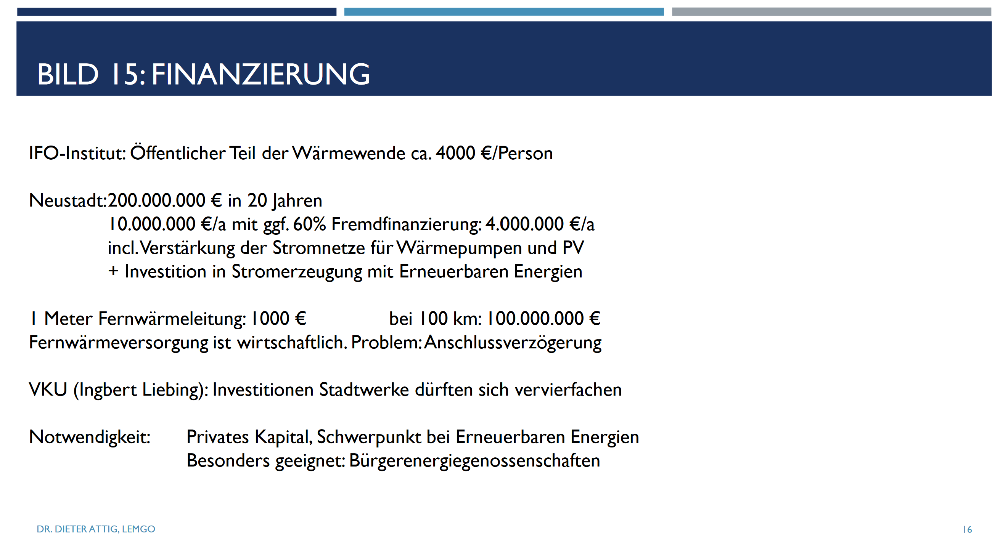 BILD 15: FINANZIERUNG
IFO-Institut: Öffentlicher Teil der Wärmewende ca. 4000 €/Person
Neustadt: 200.000.000 € in 20 Jahren
10.000.000 €/a mit ggf. 60% Fremdfinanzierung: 4.000.000 €/a
incl. Verstärkung der Stromnetze für Wärmepumpen und PV
+ Investition in Stromerzeugung mit Erneuerbaren Energien
1 Meter Fernwärmeleitung: 1000 € bei 100 km: 100.000.000 €
Fernwärmeversorgung ist wirtschaftlich. Problem: Anschlussverzögerung
VKU (Ingbert Liebing): Investitionen Stadtwerke dürften sich vervierfachen
Notwendigkeit: Privates Kapital, Schwerpunkt bei Erneuerbaren Energien
Besonders geeignet: Bürgerenergiegenossenschaften
DR. DIETER ATTIG, LEMGO 16